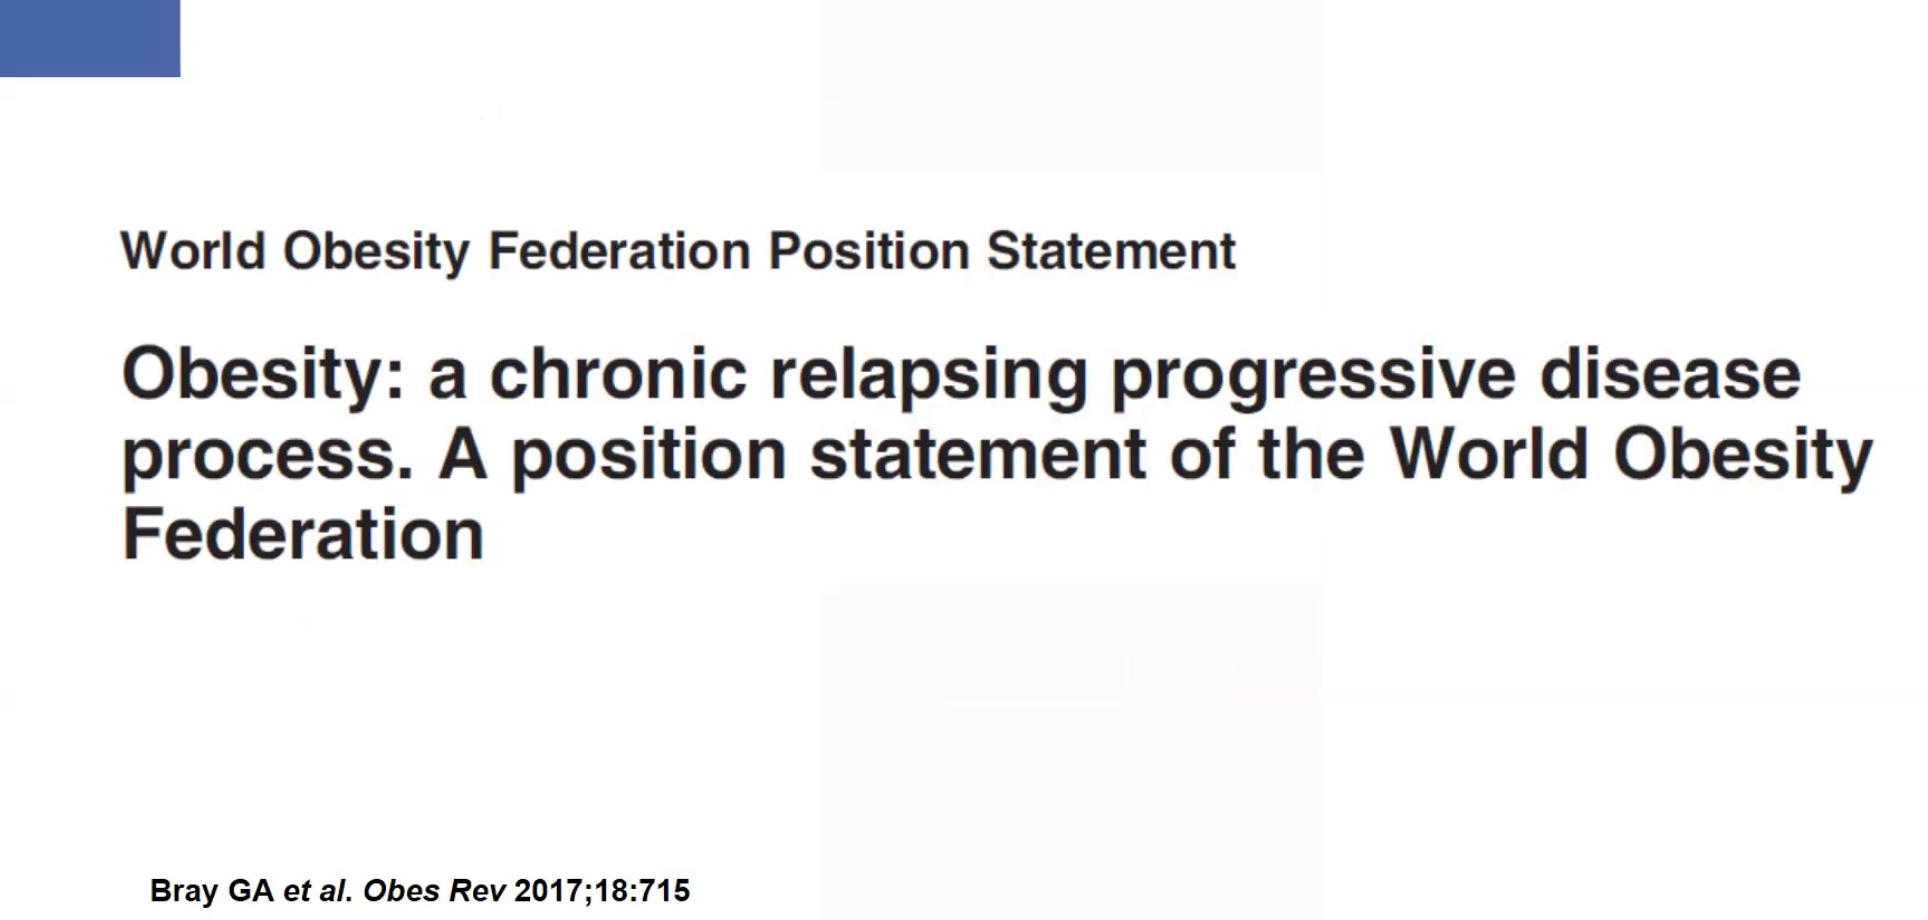 World Obesity Federation Position Statement
Obesity: a chronic relapsing progressive disease
process. A position statement of the World Obesity
Federation
Bray GA et al. Obes Rev 2017;18:715